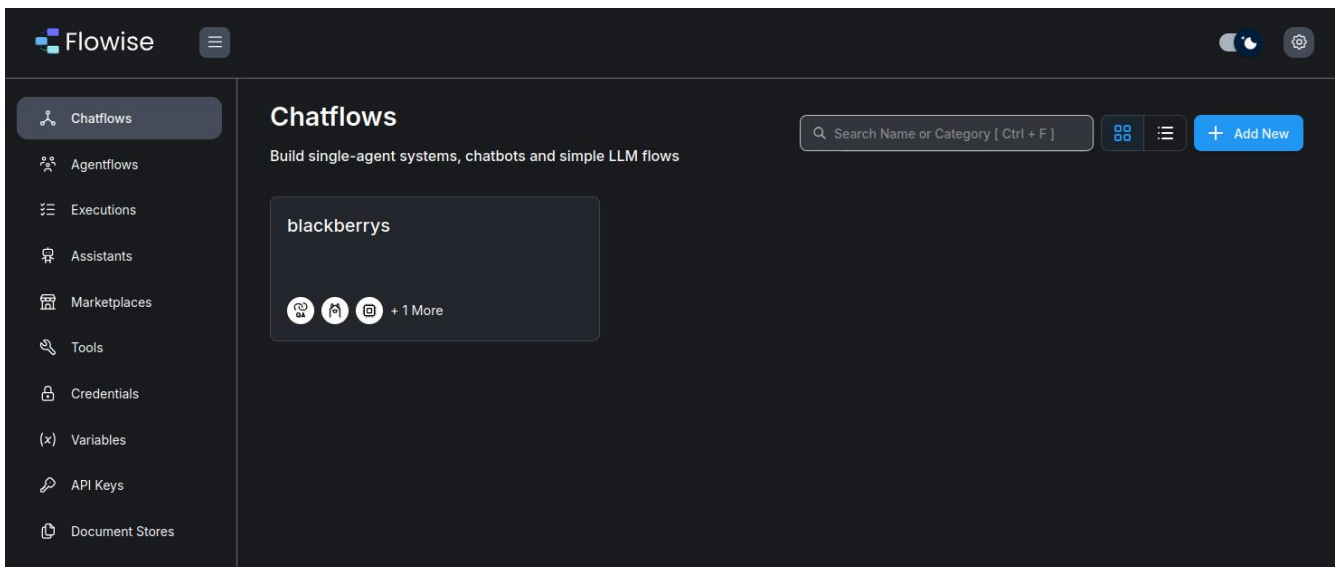 Flowise
Chatflows
Agentflows
Executions
Assistants
Marketplaces
Tools
Credentials
(x) Variables
API Keys
Document Stores
Chatflows
Build single-agent systems, chatbots and simple LLM flows
Search Name or Category [ Ctrl + F ]
+ Add New
blackberrys
QA
+ 1 More